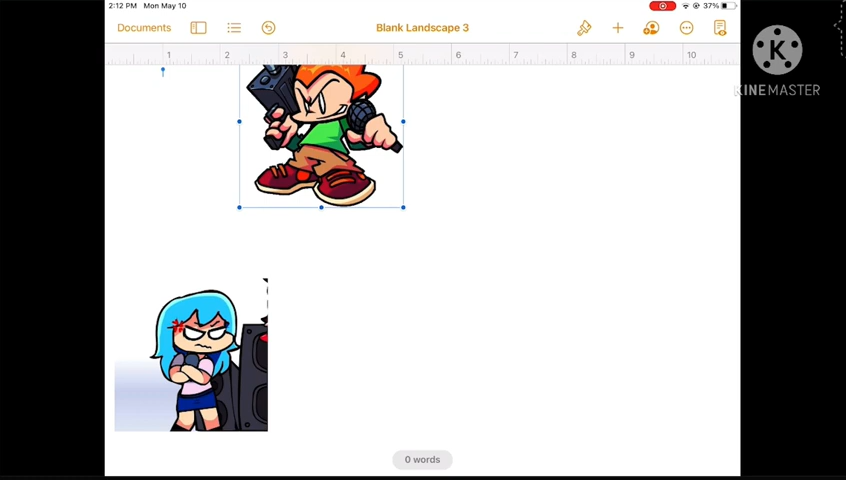 2:12 PM Mon May 10
37%
Documents
Blank Landscape 3
1 2 3 4 5 6 7 8 9 10
K
KINEMASTER
0 words